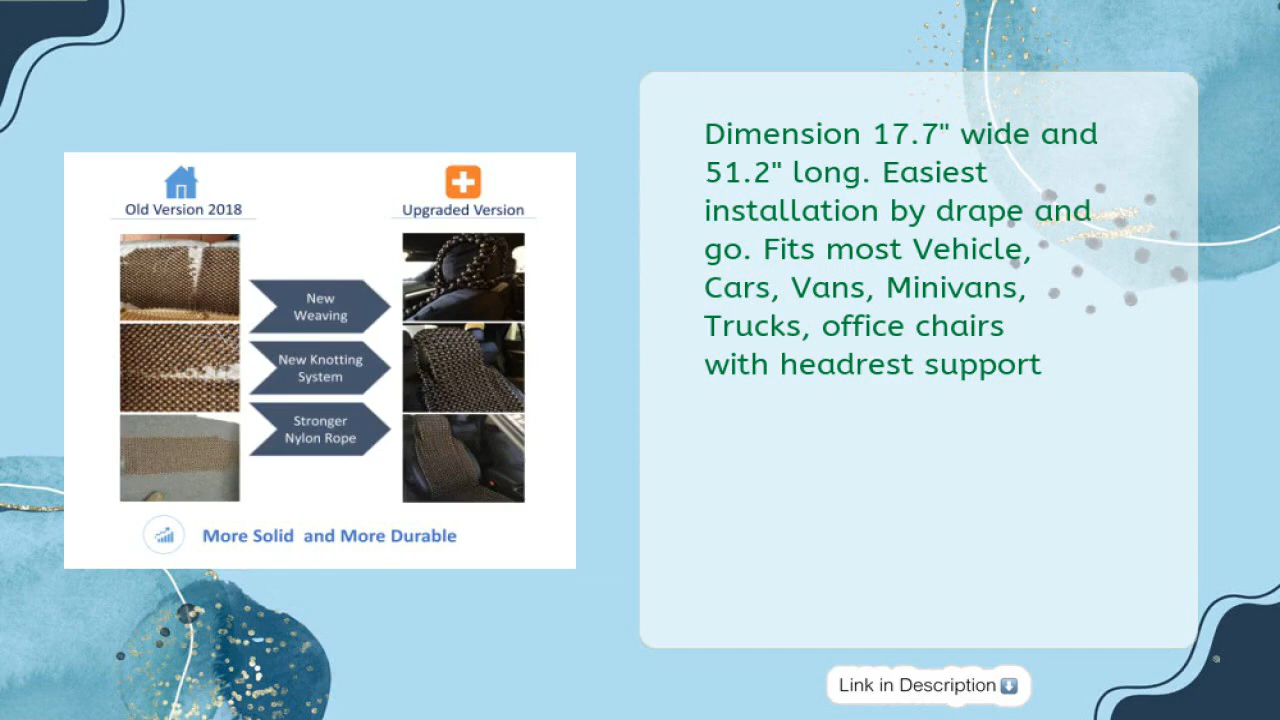 Old Version 2018
Upgraded Version
New
Weaving
New Knotting
System
Stronger
Nylon Rope
More Solid and More Durable
Dimension 17.7" wide and
51.2" long. Easiest
installation by drape and
go. Fits most Vehicle,
Cars, Vans, Minivans,
Trucks, office chairs
with headrest support
Link in Description⬇️